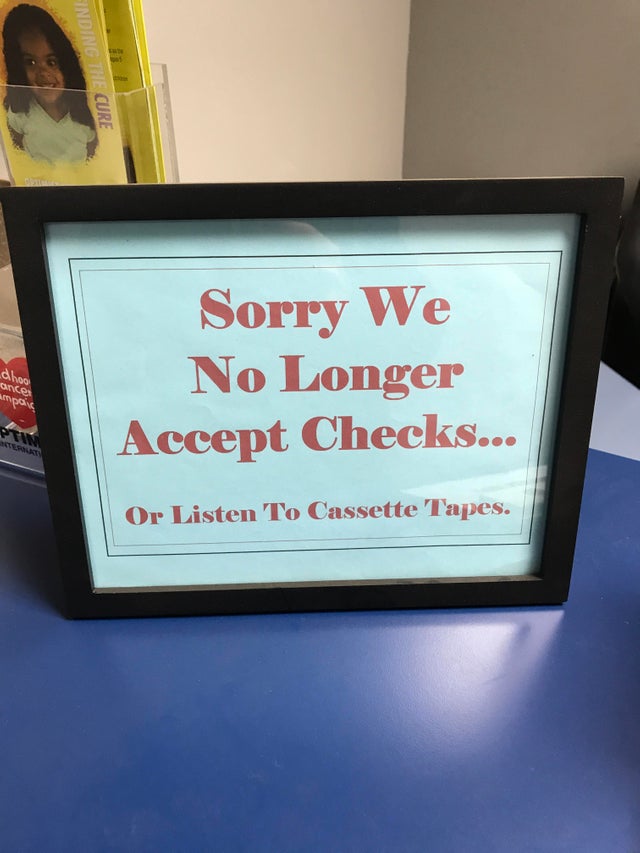 FINDING THE CURE
Sorry We
No Longer
Accept Checks...
Or Listen To Cassette Tapes.